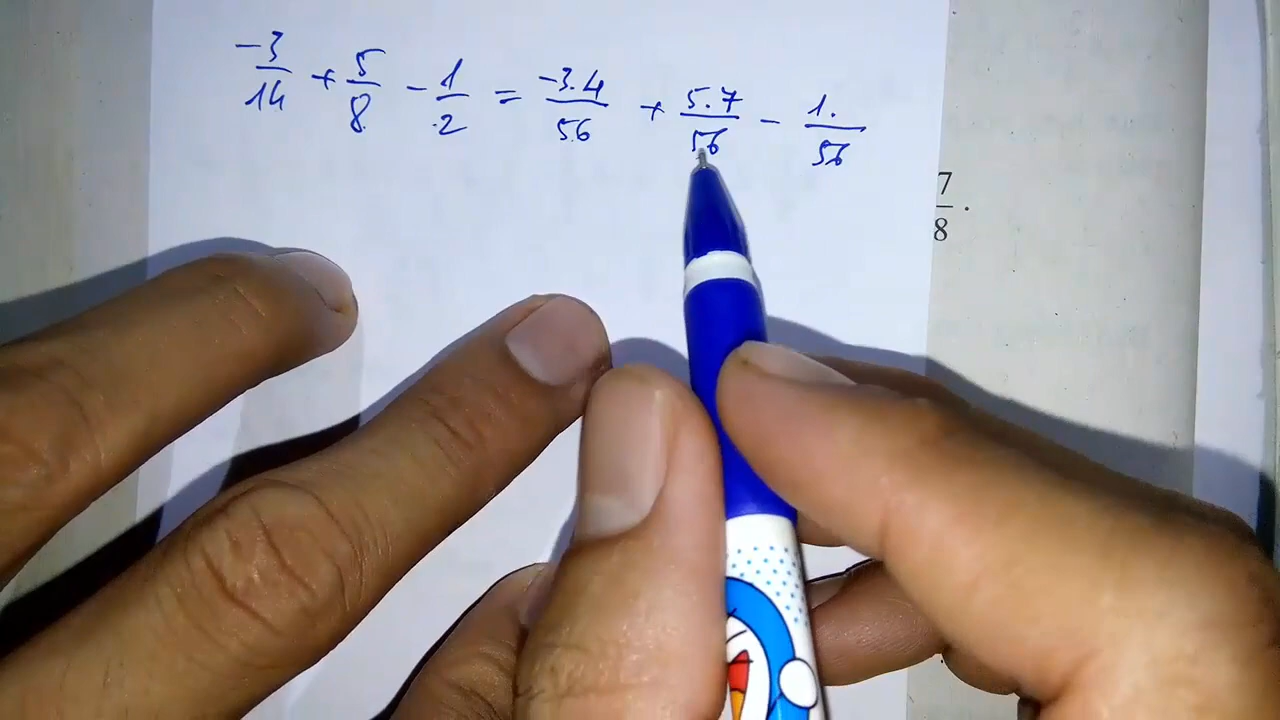 -3/14 + 5/8 - 1/2 = -3.4/56 + 5.7/56 - 1./56
7/8.